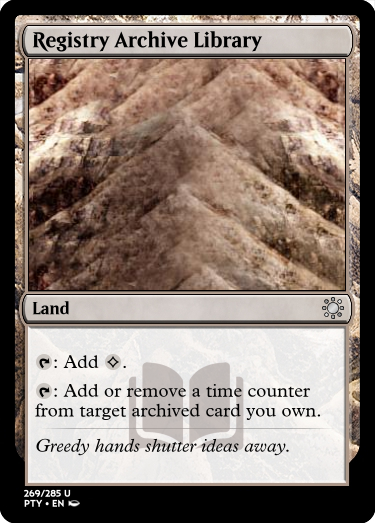 Registry Archive Library
Land
: Add .
: Add or remove a time counter
from target archived card you own.
Greedy hands shutter ideas away.
269/285 U
PTY • EN